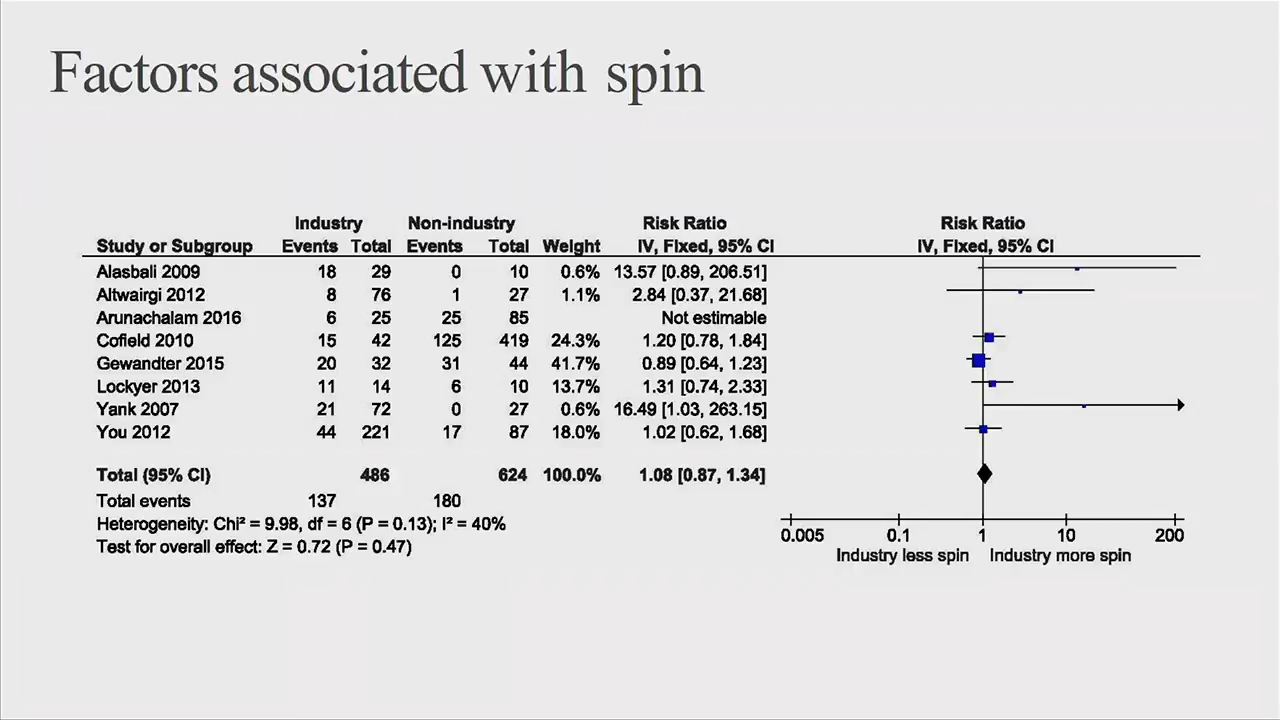 Factors associated with spin
Industry Non-industry Risk Ratio Risk Ratio
Study or Subgroup Events Total Events Total Weight IV, Fixed, 95% CI IV, Fixed, 95% CI
Alasbali 2009 18 29 0 10 0.6% 13.57 [0.89, 206.51]
Altwairgi 2012 8 76 1 27 1.1% 2.84 [0.37, 21.68]
Arunachalam 2016 6 25 25 85 Not estimable
Cofield 2010 15 42 125 419 24.3% 1.20 [0.78, 1.84]
Gewandter 2015 20 32 31 44 41.7% 0.89 [0.64, 1.23]
Lockyer 2013 11 14 6 10 13.7% 1.31 [0.74, 2.33]
Yank 2007 21 72 0 27 0.6% 16.49 [1.03, 263.15]
You 2012 44 221 17 87 18.0% 1.02 [0.62, 1.68]
Total (95% CI) 486 624 100.0% 1.08 [0.87, 1.34]
Total events 137 180
Heterogeneity: Chi² = 9.98, df = 6 (P = 0.13); I² = 40%
Test for overall effect: Z = 0.72 (P = 0.47)
0.005 0.1 1 10 200
Industry less spin Industry more spin